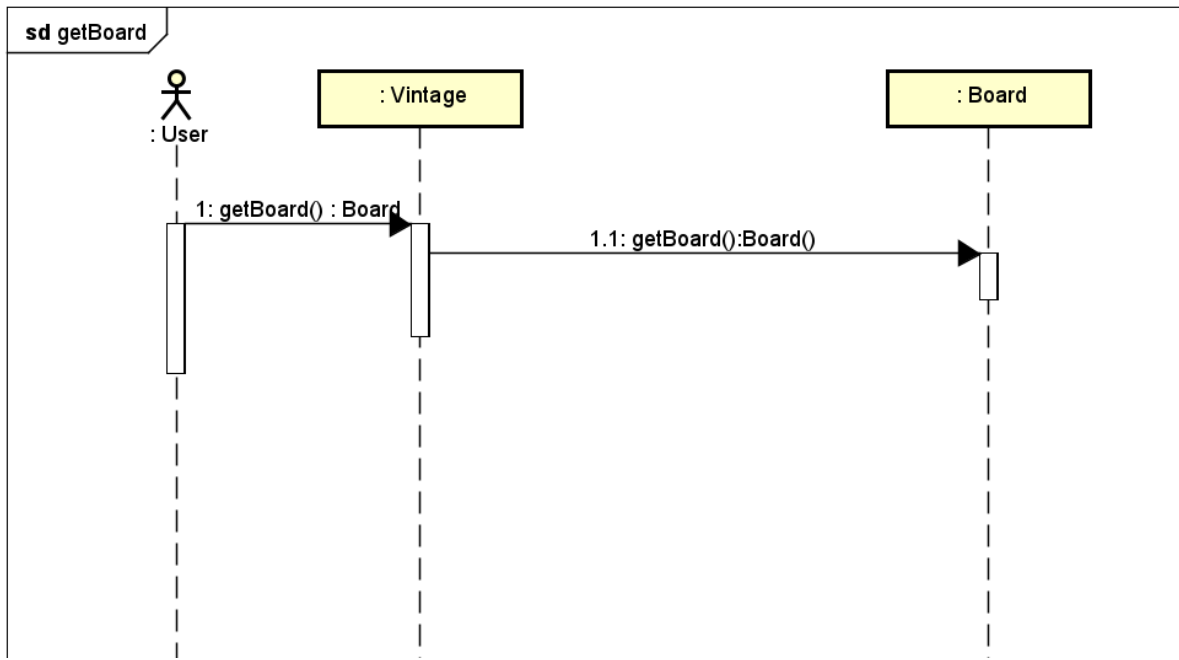 sd getBoard
: User
: Vintage
: Board
1: getBoard() : Board
1.1: getBoard():Board()